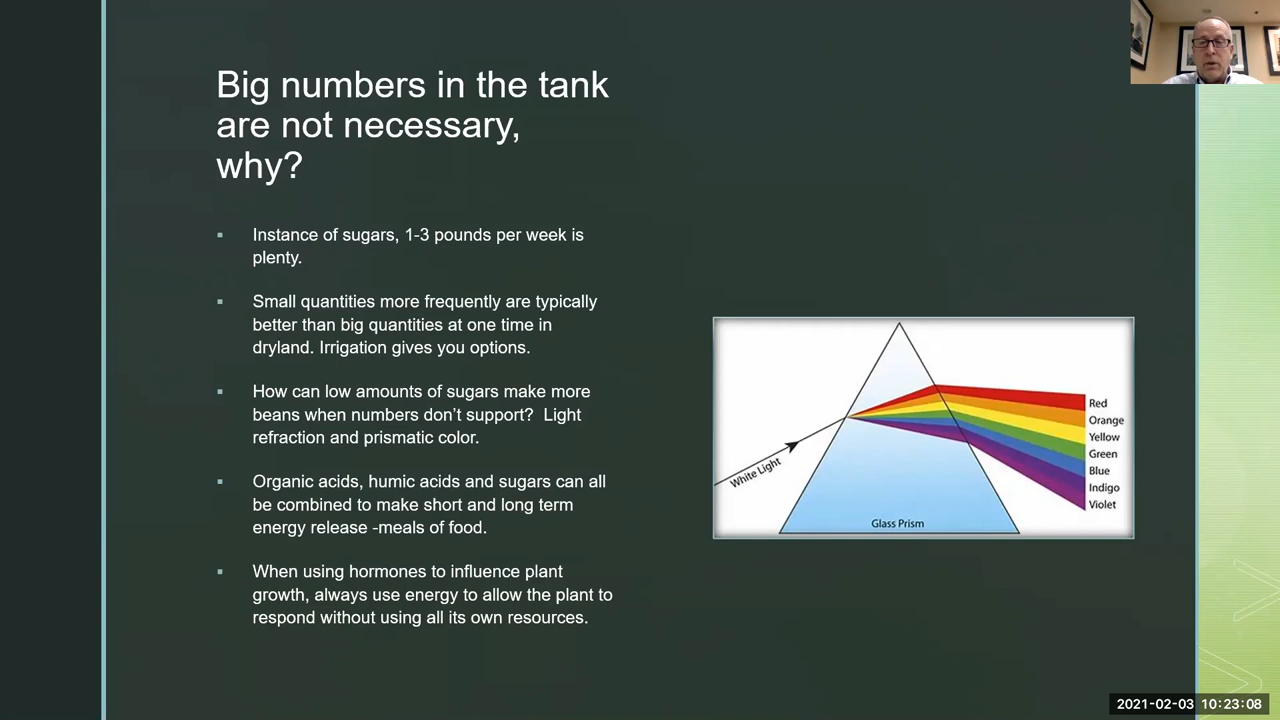 Big numbers in the tank
are not necessary,
why?
Instance of sugars, 1-3 pounds per week is
plenty.
Small quantities more frequently are typically
better than big quantities at one time in
dryland. Irrigation gives you options.
How can low amounts of sugars make more
beans when numbers don’t support?  Light
refraction and prismatic color.
Organic acids, humic acids and sugars can all
be combined to make short and long term
energy release -meals of food.
When using hormones to influence plant
growth, always use energy to allow the plant to
respond without using all its own resources.
White Light
Glass Prism
Red
Orange
Yellow
Green
Blue
Indigo
Violet
2021-02-03 10:23:08